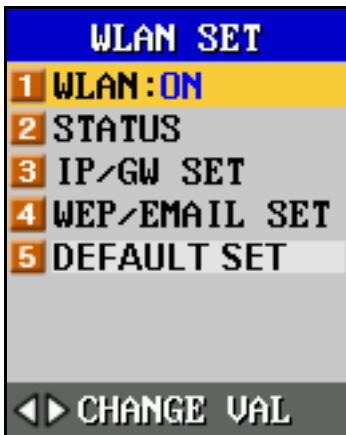 WLAN SET
1 WLAN:ON
2 STATUS
3 IP/GW SET
4 WEP/EMAIL SET
5 DEFAULT SET
CHANGE VAL